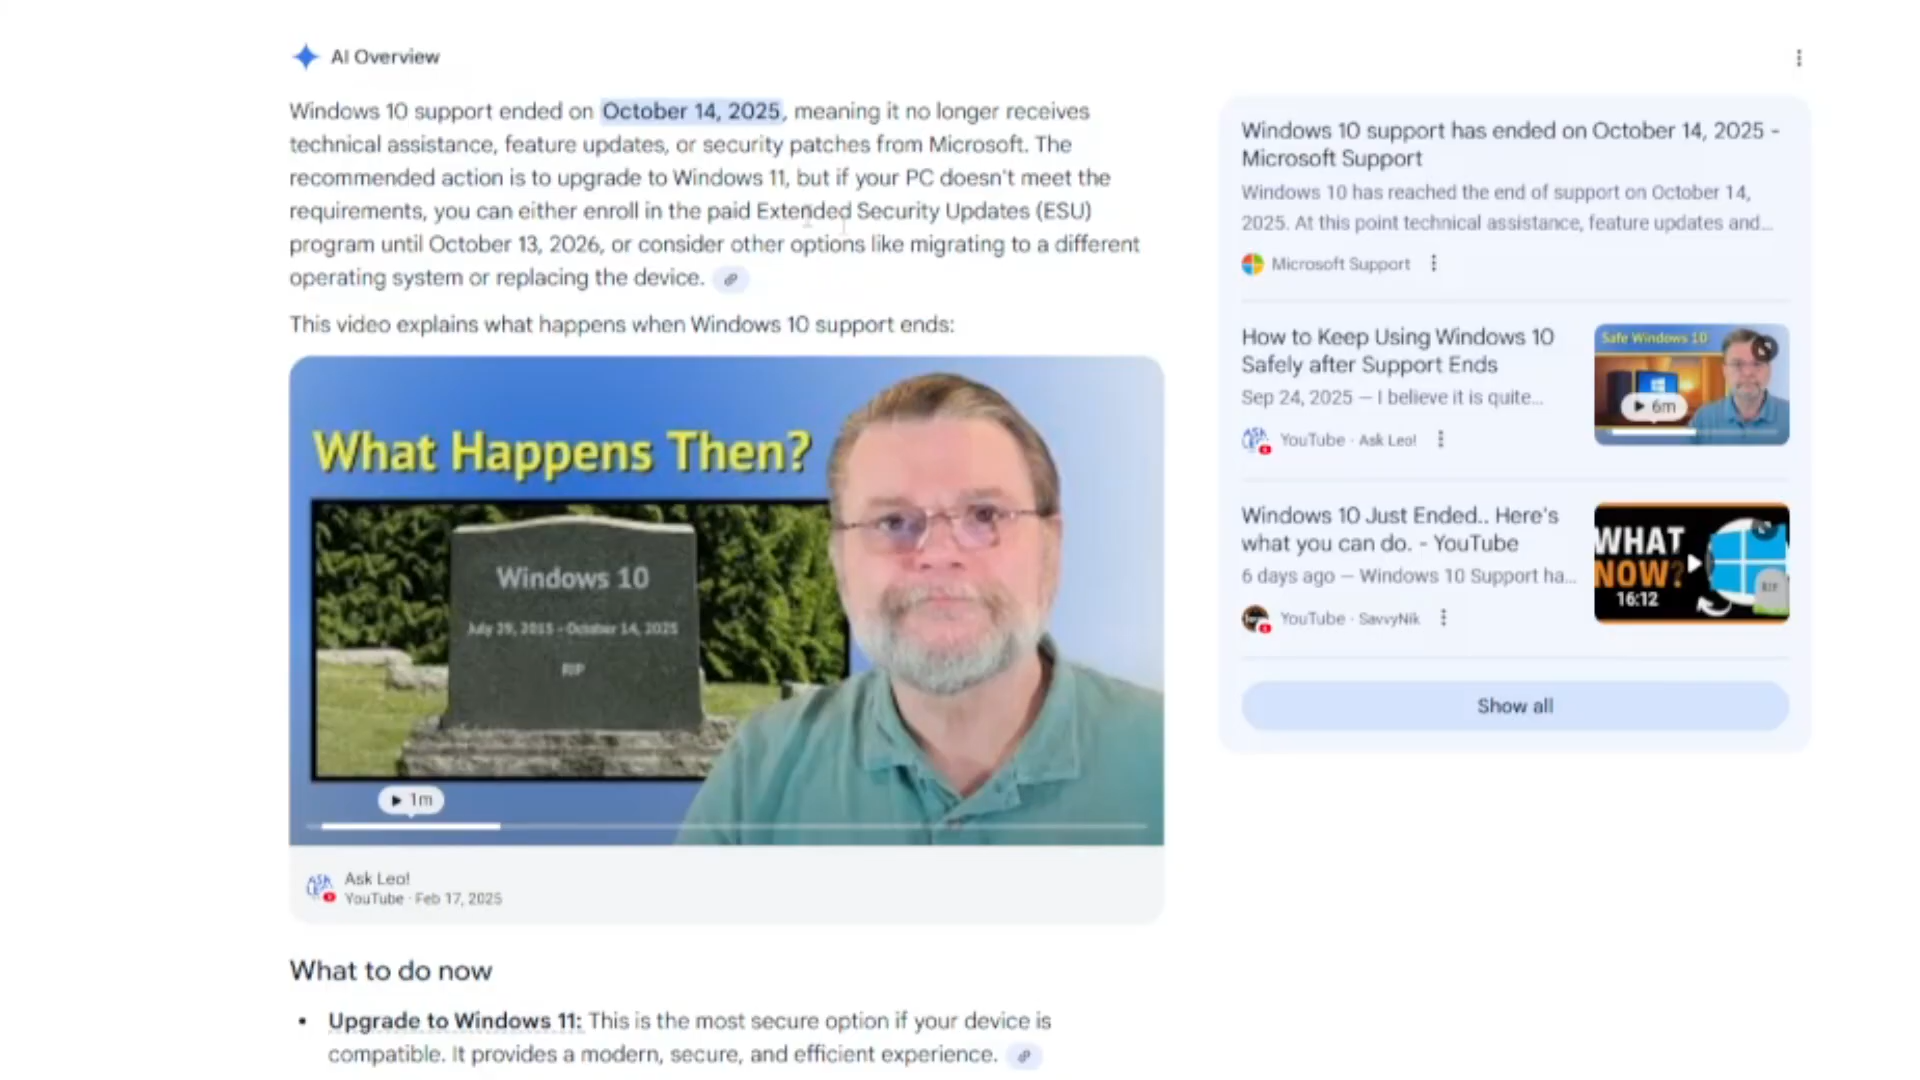 AI Overview
Windows 10 support ended on October 14, 2025, meaning it no longer receives
technical assistance, feature updates, or security patches from Microsoft. The
recommended action is to upgrade to Windows 11, but if your PC doesn't meet the
requirements, you can either enroll in the paid Extended Security Updates (ESU)
program until October 13, 2026, or consider other options like migrating to a different
operating system or replacing the device.
This video explains what happens when Windows 10 support ends:
What Happens Then?
Windows 10
July 29, 2015 - October 14, 2025
RIP
1m
Ask Leo!
YouTube · Feb 17, 2025
What to do now
• Upgrade to Windows 11: This is the most secure option if your device is
compatible. It provides a modern, secure, and efficient experience.
Windows 10 support has ended on October 14, 2025 -
Microsoft Support
Windows 10 has reached the end of support on October 14,
2025. At this point technical assistance, feature updates and...
Microsoft Support
How to Keep Using Windows 10
Safely after Support Ends
Sep 24, 2025 — I believe it is quite...
YouTube · Ask Leo!
Safe Windows 10
6m
Windows 10 Just Ended.. Here's
what you can do. - YouTube
6 days ago — Windows 10 Support ha...
YouTube · SavvyNik
WHAT
NOW?
16:12
RIP
Show all